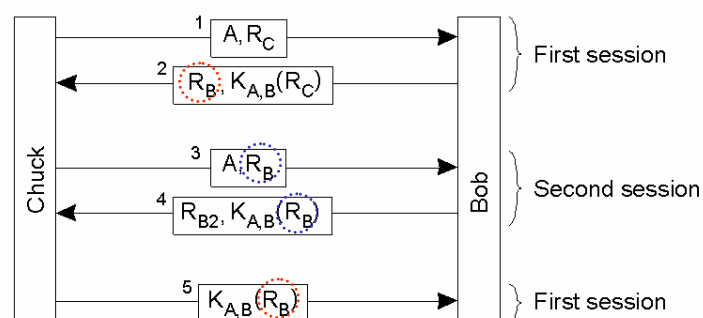 1 A, R_C
First session
2 R_B, K_A,B(R_C)
3 A, R_B
Second session
4 R_B2, K_A,B(R_B)
5 K_A,B(R_B)
First session
Chuck
Bob